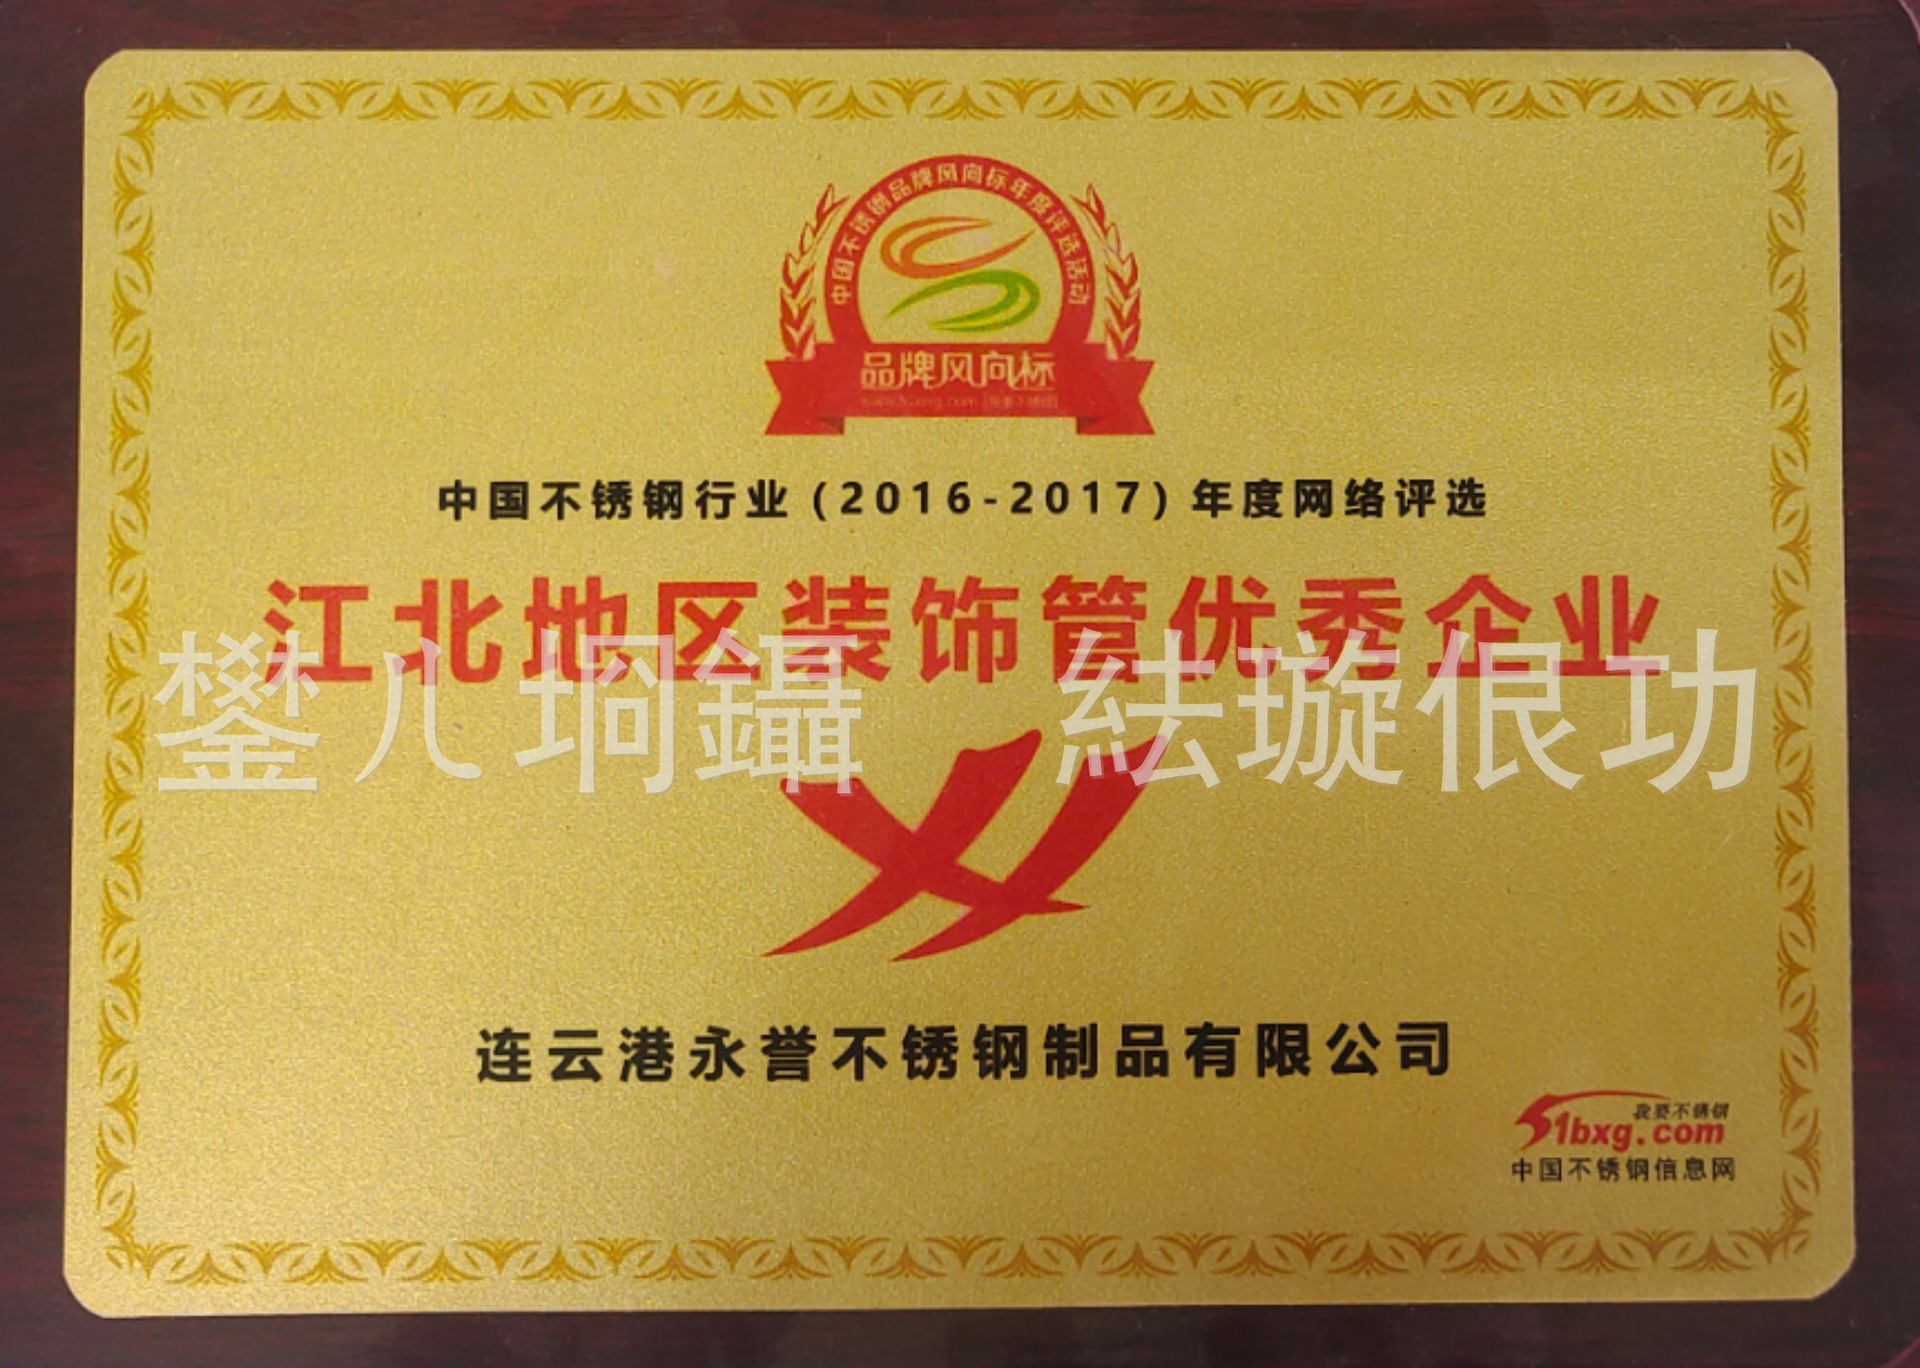 中国不锈钢品牌风向标年度评选活动
品牌风向标
中国不锈钢行业(2016-2017)年度网络评选
江北地区装饰管优秀企业
鐢ㄦ埛鑷 紶璇佷功
连云港永誉不锈钢制品有限公司
我要不锈钢
51bxg.com
中国不锈钢信息网